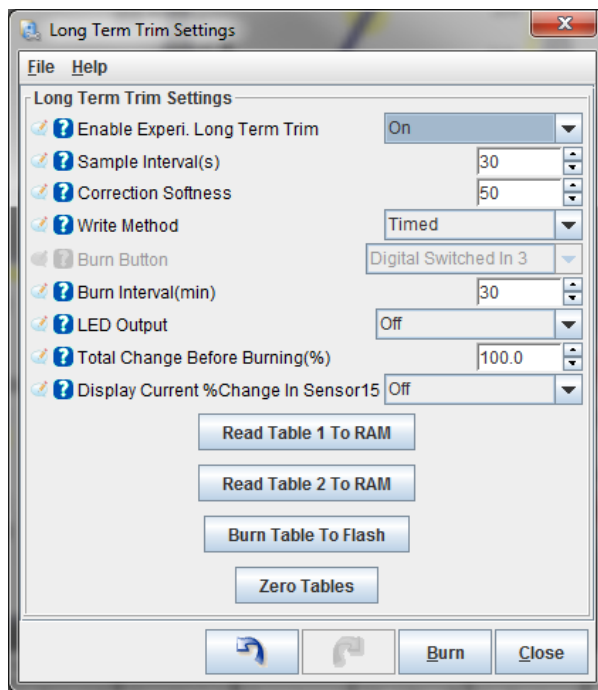 Long Term Trim Settings
File Help
Long Term Trim Settings
? Enable Experi. Long Term Trim On
? Sample Interval(s) 30
? Correction Softness 50
? Write Method Timed
? Burn Button Digital Switched In 3
? Burn Interval(min) 30
? LED Output Off
? Total Change Before Burning(%) 100.0
? Display Current %Change In Sensor15 Off
Read Table 1 To RAM
Read Table 2 To RAM
Burn Table To Flash
Zero Tables
Burn Close